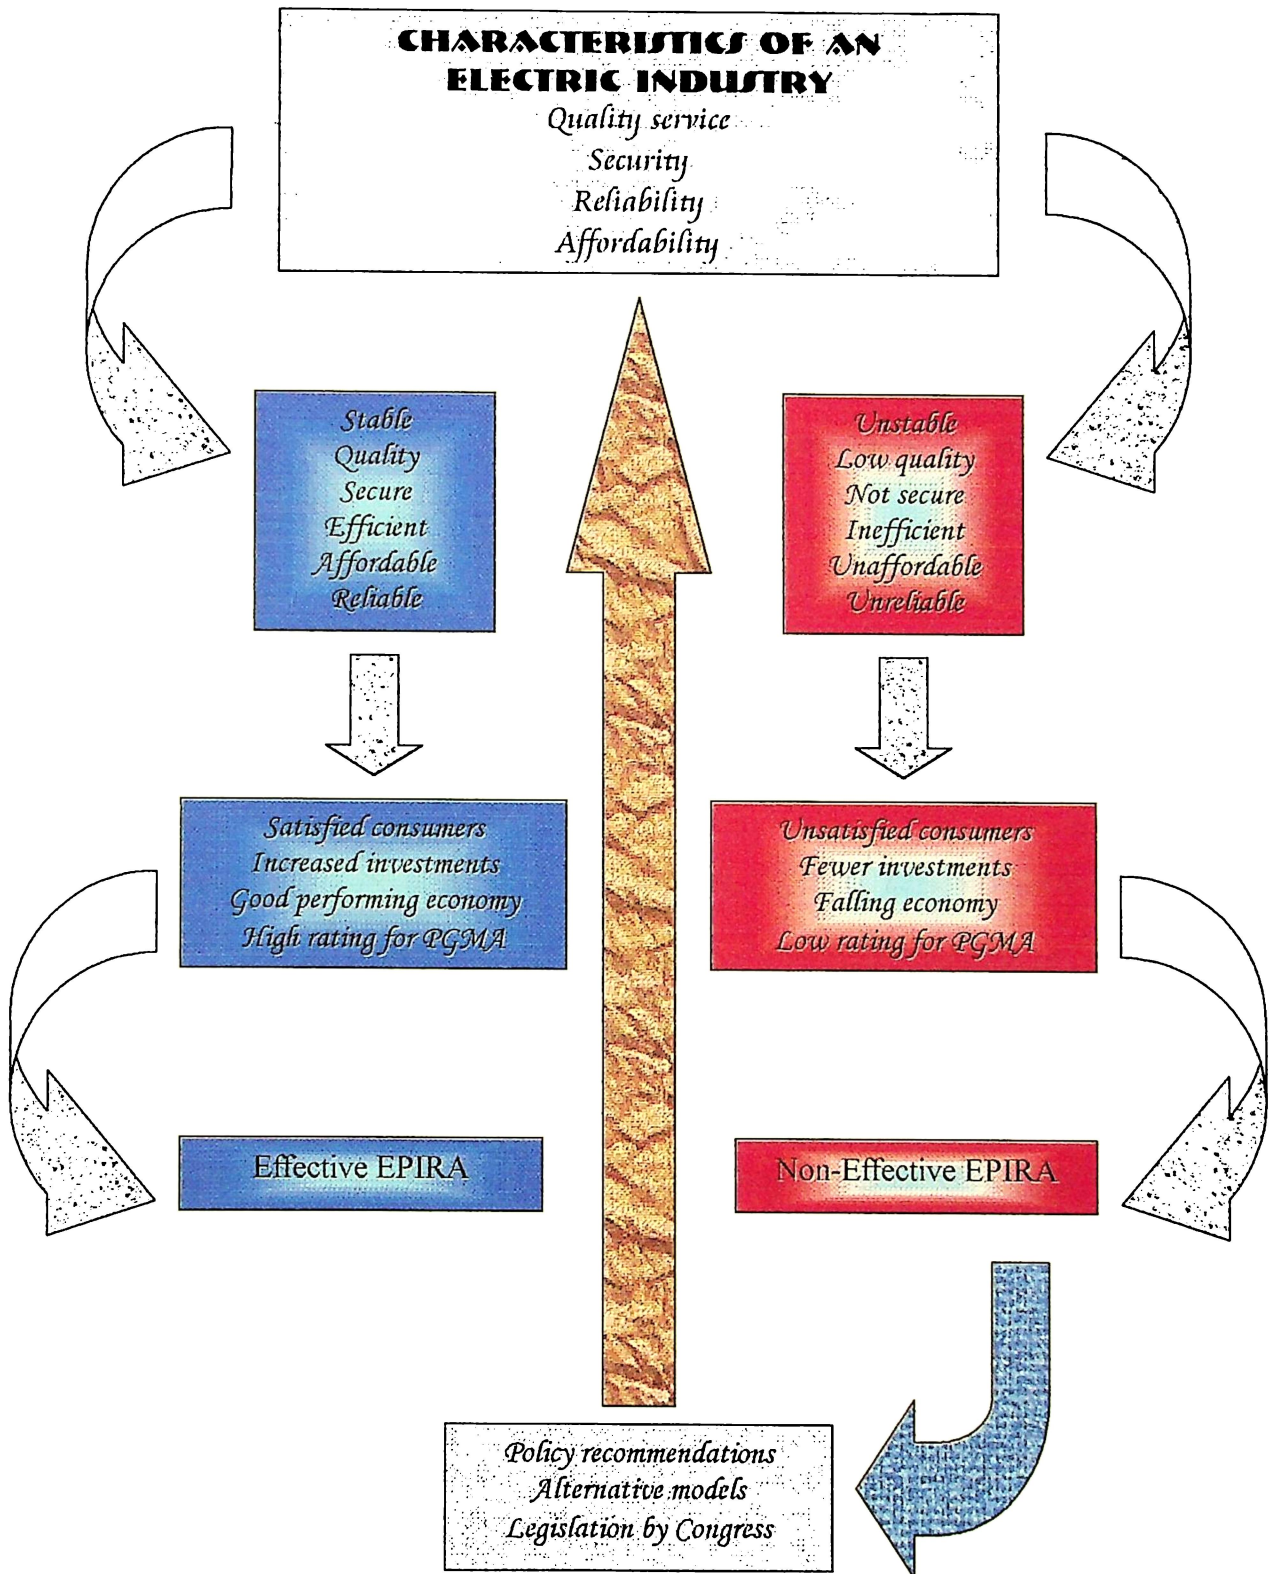 CHARACTERISTICS OF AN
ELECTRIC INDUSTRY
Quality service
Security
Reliability
Affordability
Stable
Quality
Secure
Efficient
Affordable
Reliable
Unstable
Low quality
Not secure
Inefficient
Unaffordable
Unreliable
Satisfied consumers
Increased investments
Good performing economy
High rating for PGMA
Unsatisfied consumers
Fewer investments
Falling economy
Low rating for PGMA
Effective EPIRA
Non-Effective EPIRA
Policy recommendations
Alternative models
Legislation by Congress